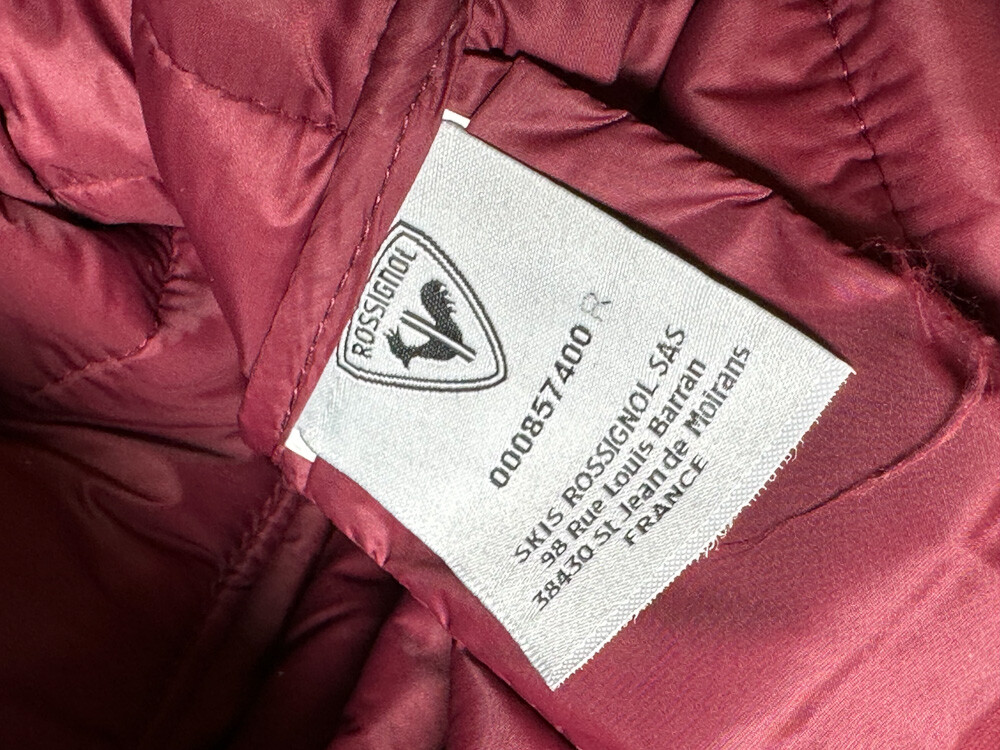 ROSSIGNOL
000857400 R
SKIS ROSSIGNOL SAS
98 Rue Louis Barran
38430 St Jean de Moirans
FRANCE